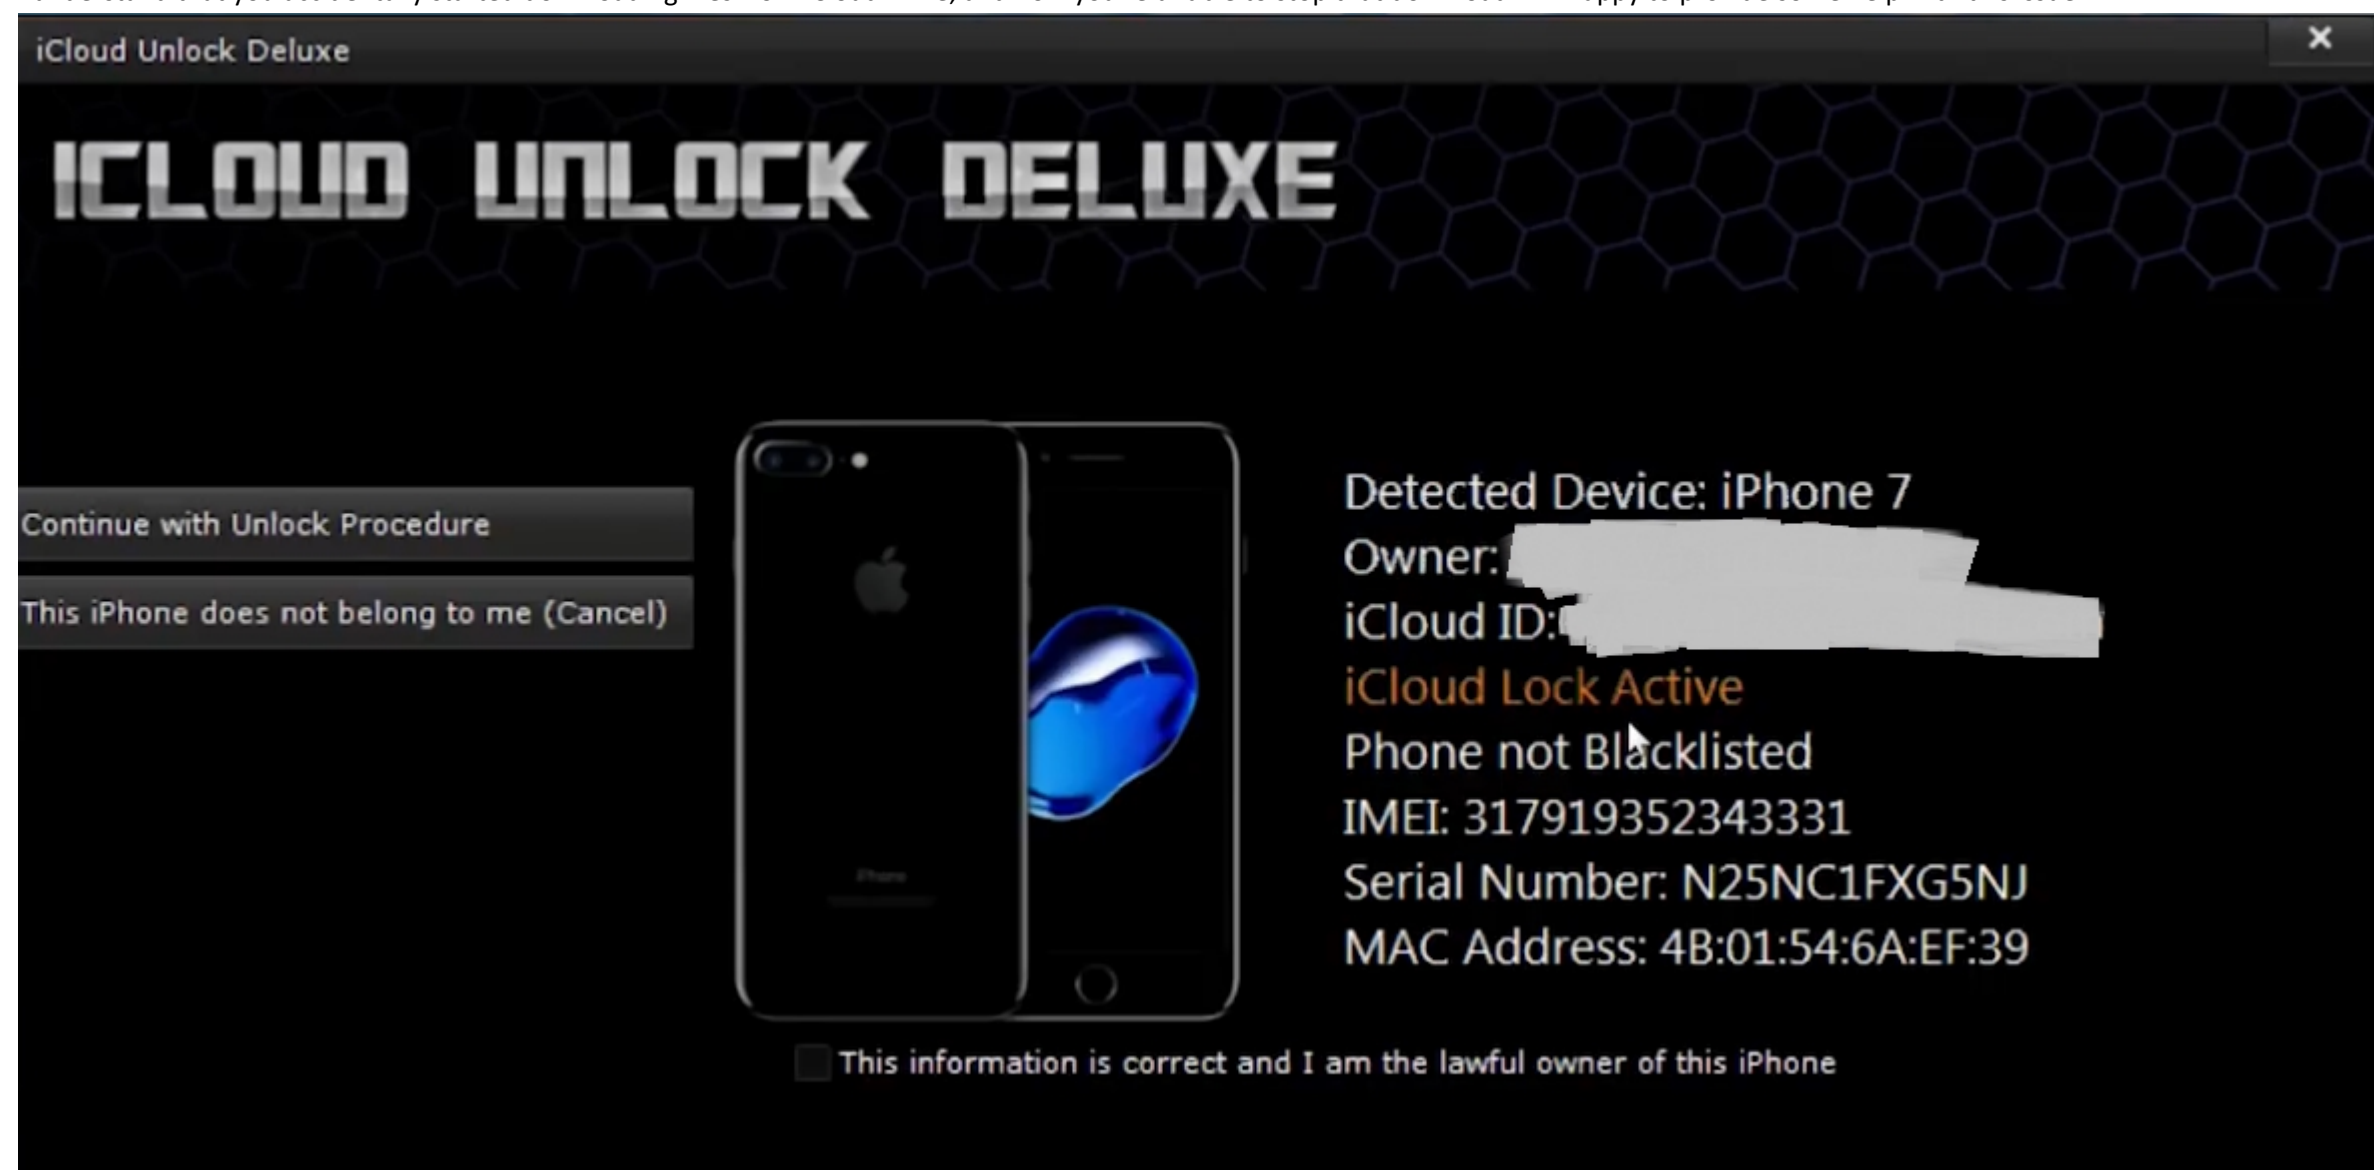 iCloud Unlock Deluxe
ICLOUD UNLOCK DELUXE
Continue with Unlock Procedure
This iPhone does not belong to me (Cancel)
iPhone
Detected Device: iPhone 7
Owner:
iCloud ID:
iCloud Lock Active
Phone not Blacklisted
IMEI: 317919352343331
Serial Number: N25NC1FXG5NJ
MAC Address: 4B:01:54:6A:EF:39
This information is correct and I am the lawful owner of this iPhone